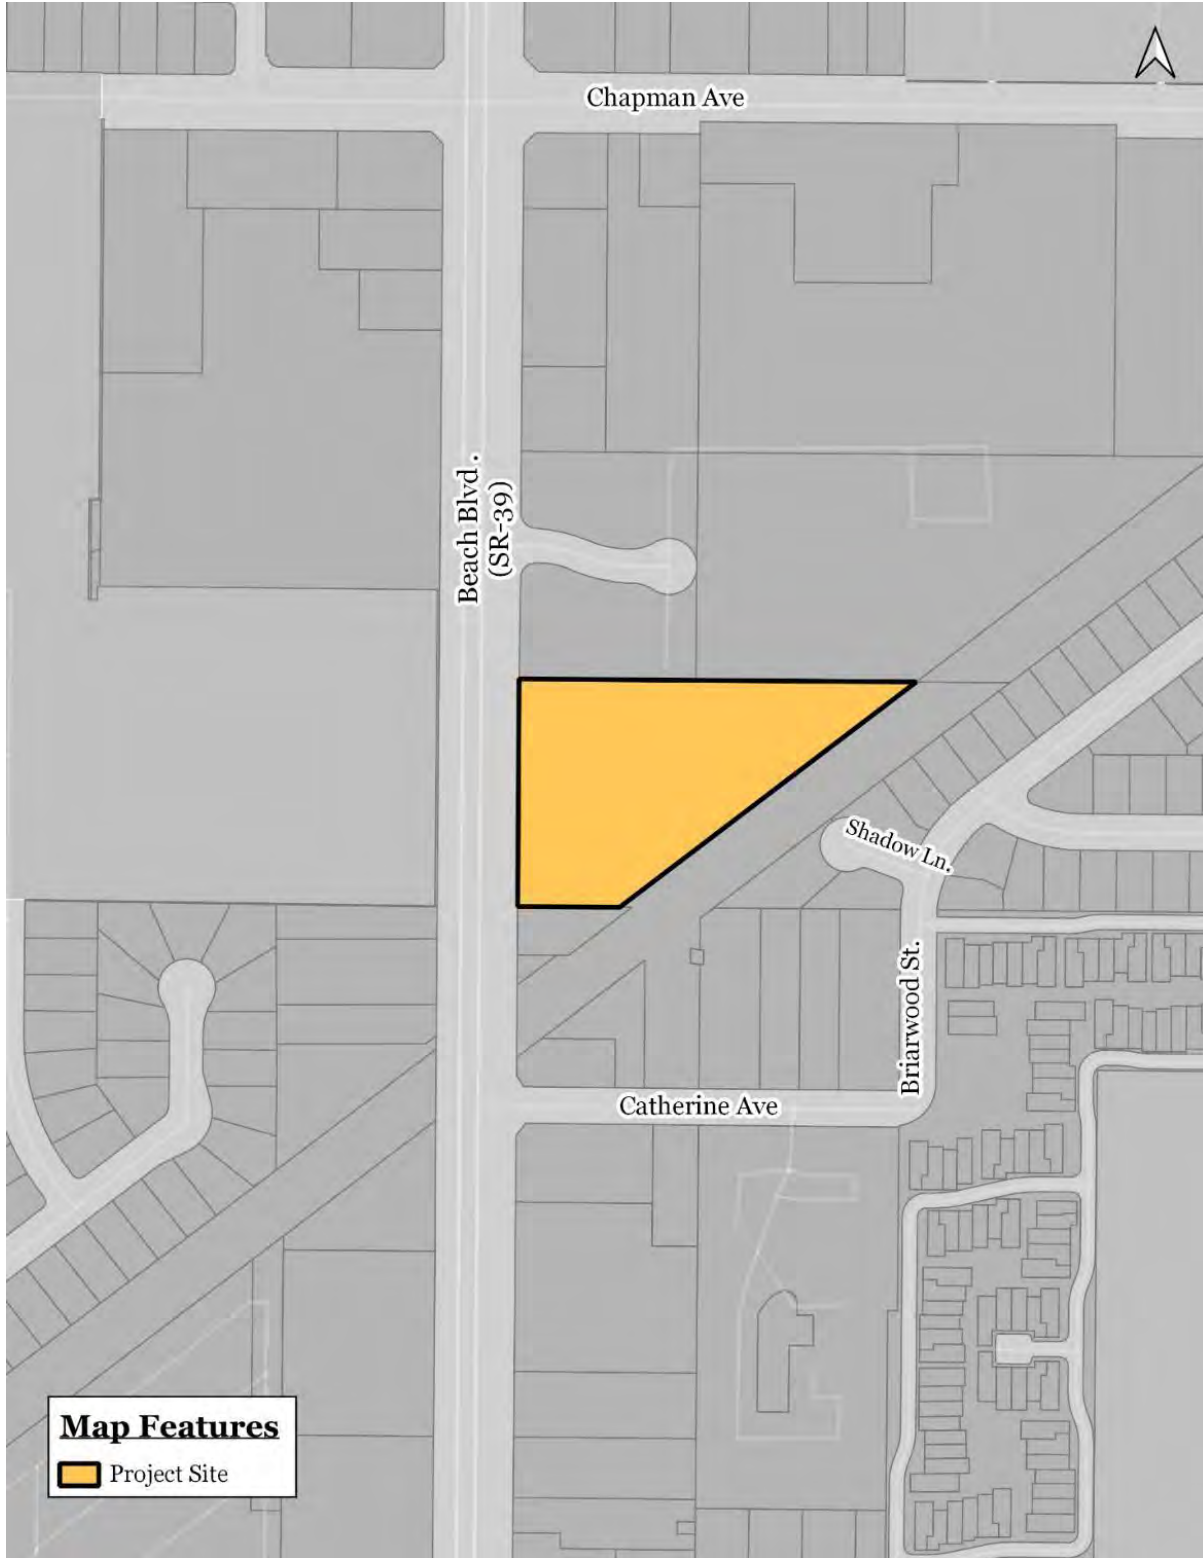 Chapman Ave
Beach Blvd.
(SR-39)
Shadow Ln.
Briarwood St.
Catherine Ave
Map Features
Project Site